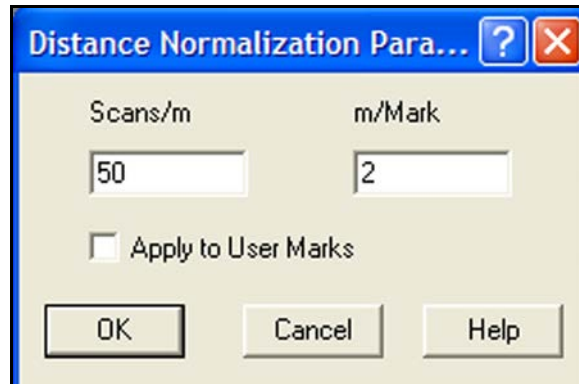 Distance Normalization Para... ? X
Scans/m m/Mark
50 2
Apply to User Marks
OK Cancel Help